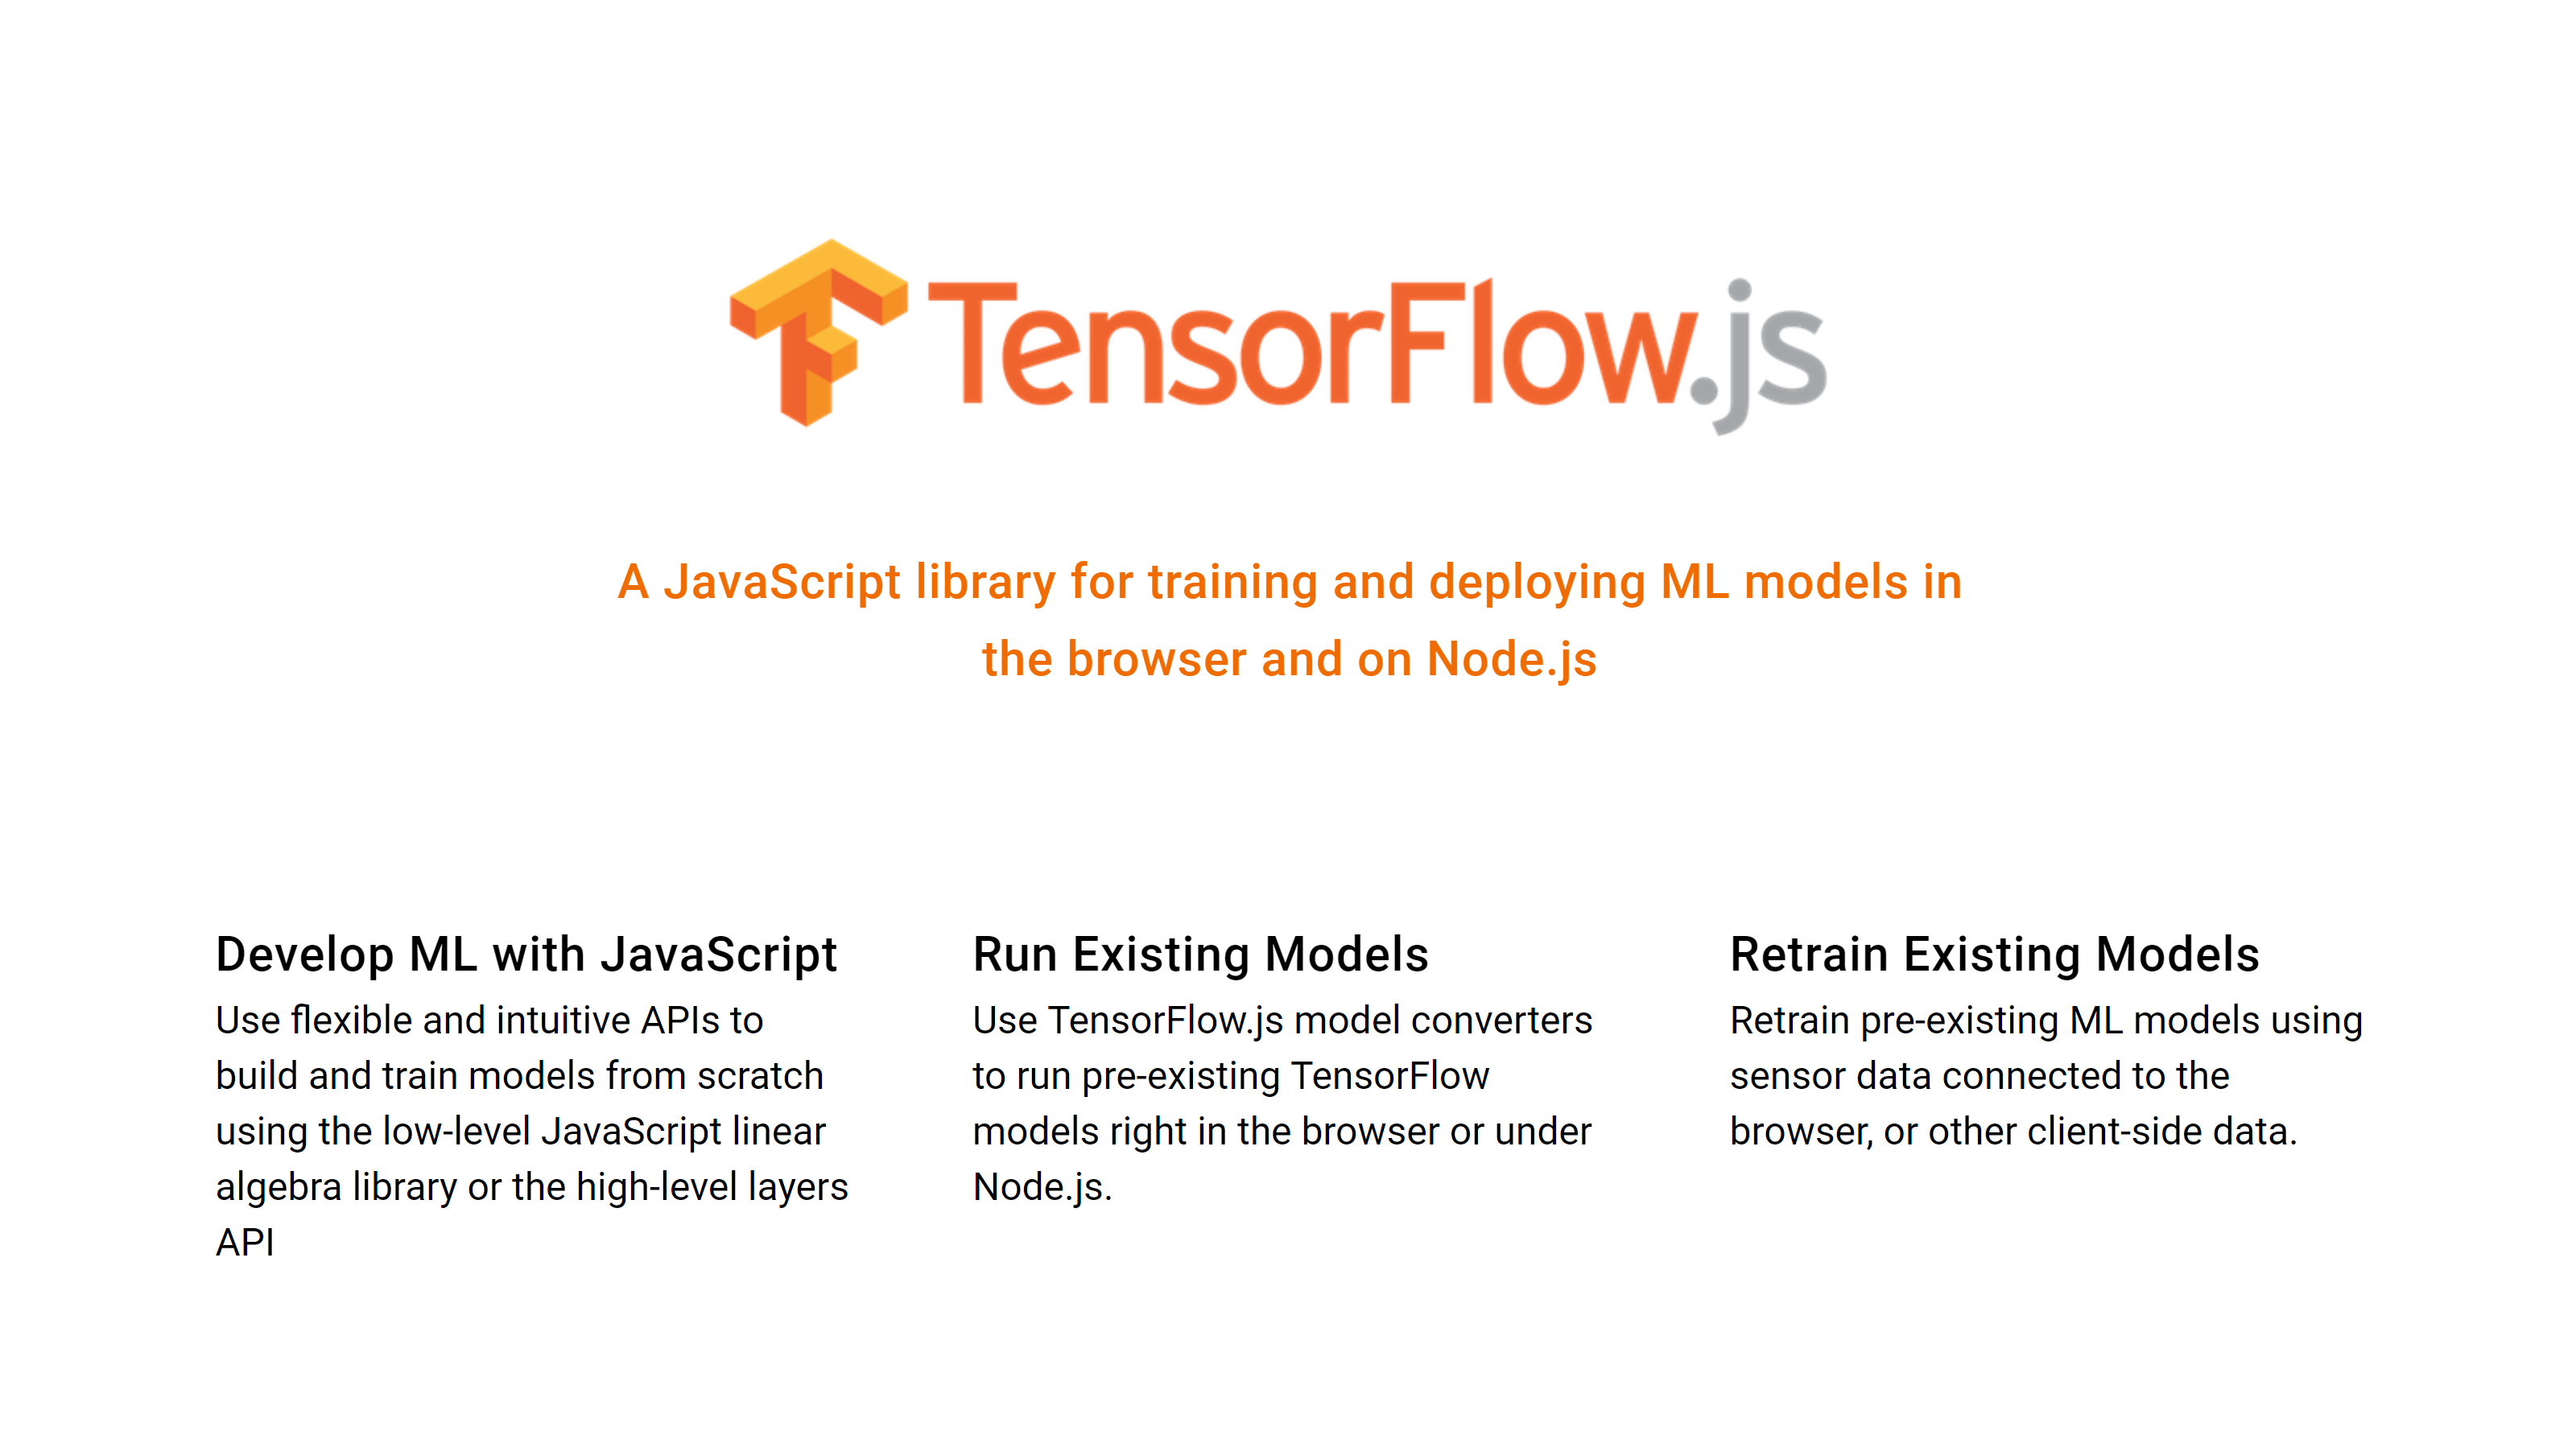 TensorFlow.js
A JavaScript library for training and deploying ML models in
the browser and on Node.js
Develop ML with JavaScript
Use flexible and intuitive APIs to
build and train models from scratch
using the low-level JavaScript linear
algebra library or the high-level layers
API
Run Existing Models
Use TensorFlow.js model converters
to run pre-existing TensorFlow
models right in the browser or under
Node.js.
Retrain Existing Models
Retrain pre-existing ML models using
sensor data connected to the
browser, or other client-side data.